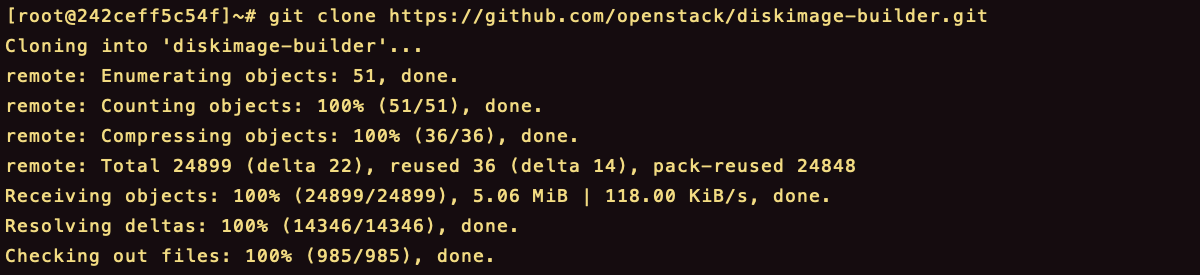 [root@242ceff5c54f]~# git clone https://github.com/openstack/diskimage-builder.git
Cloning into 'diskimage-builder'...
remote: Enumerating objects: 51, done.
remote: Counting objects: 100% (51/51), done.
remote: Compressing objects: 100% (36/36), done.
remote: Total 24899 (delta 22), reused 36 (delta 14), pack-reused 24848
Receiving objects: 100% (24899/24899), 5.06 MiB | 118.00 KiB/s, done.
Resolving deltas: 100% (14346/14346), done.
Checking out files: 100% (985/985), done.